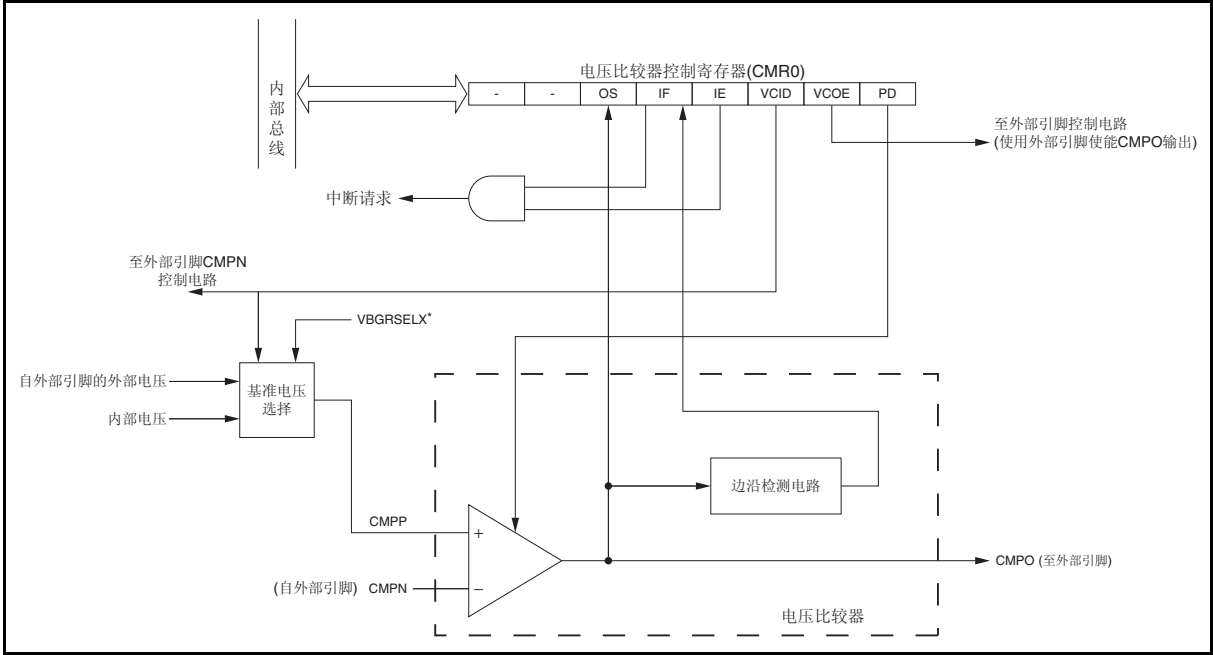 电压比较器控制寄存器(CMR0)
内
部
总
线
- - OS IF IE VCID VCOE PD
至外部引脚控制电路
(使用外部引脚使能CMPO输出)
中断请求
至外部引脚CMPN
控制电路
VBGRSELX*
自外部引脚的外部电压
内部电压
基准电压
选择
边沿检测电路
CMPP
+
CMPO (至外部引脚)
(自外部引脚) CMPN
−
电压比较器